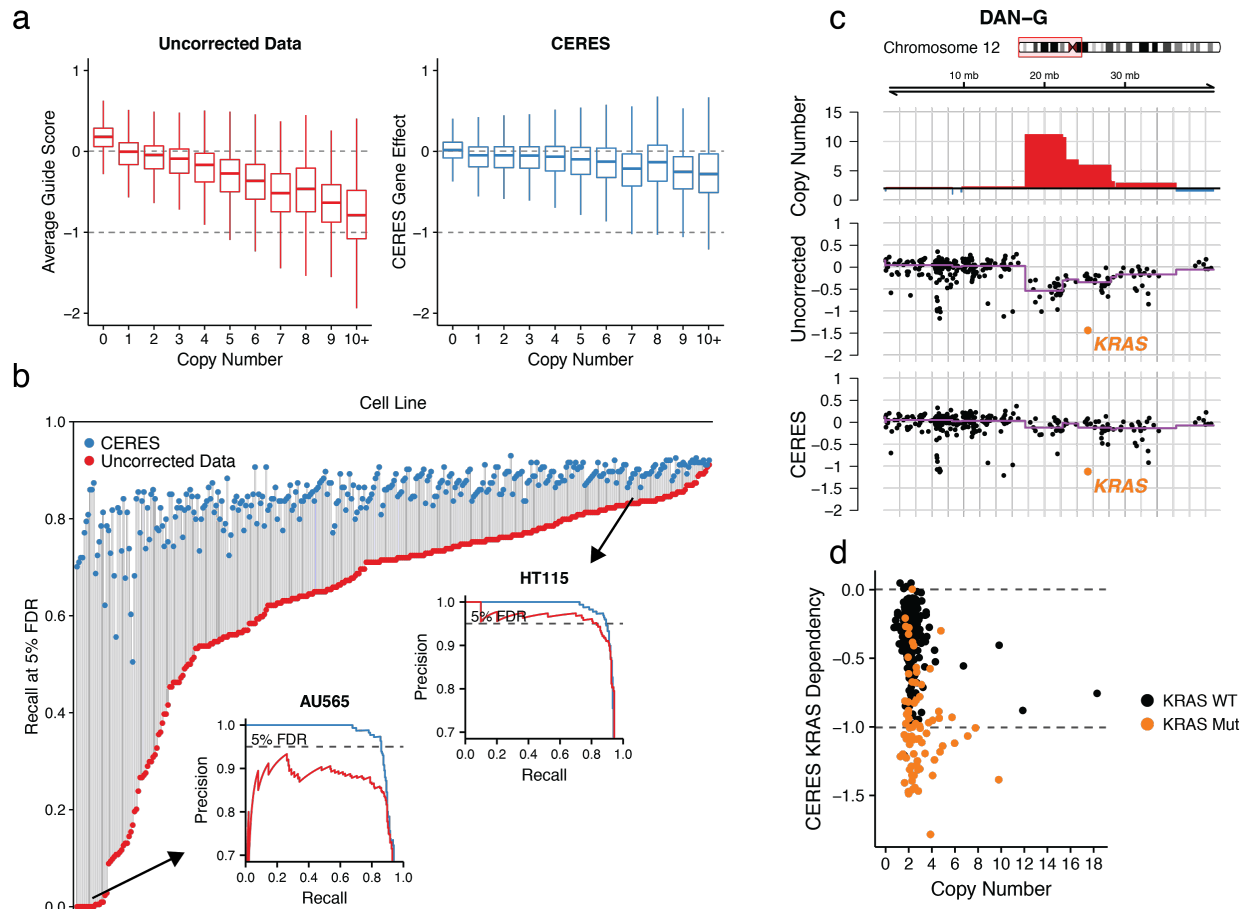 a
Uncorrected Data
Average Guide Score
1
0
−1
−2
0 1 2 3 4 5 6 7 8 9 10+
Copy Number
CERES
CERES Gene Effect
1
0
−1
−2
0 1 2 3 4 5 6 7 8 9 10+
Copy Number
b
Cell Line
Recall at 5% FDR
1.0
0.8
0.6
0.4
0.2
0.0
CERES
Uncorrected Data
AU565
Precision
1.0
0.9
0.8
0.7
5% FDR
0.0 0.2 0.4 0.6 0.8 1.0
Recall
HT115
Precision
1.0
0.9
0.8
0.7
5% FDR
0.0 0.2 0.4 0.6 0.8 1.0
Recall
c
DAN−G
Chromosome 12
10 mb 20 mb 30 mb
Copy Number
15
10
5
0
Uncorrected
1
0.5
0
−0.5
−1
−1.5
−2
KRAS
CERES
1
0.5
0
−0.5
−1
−1.5
−2
KRAS
d
CERES KRAS Dependency
0.0
−0.5
−1.0
−1.5
0 2 4 6 8 10 12 14 16 18
Copy Number
KRAS WT
KRAS Mut